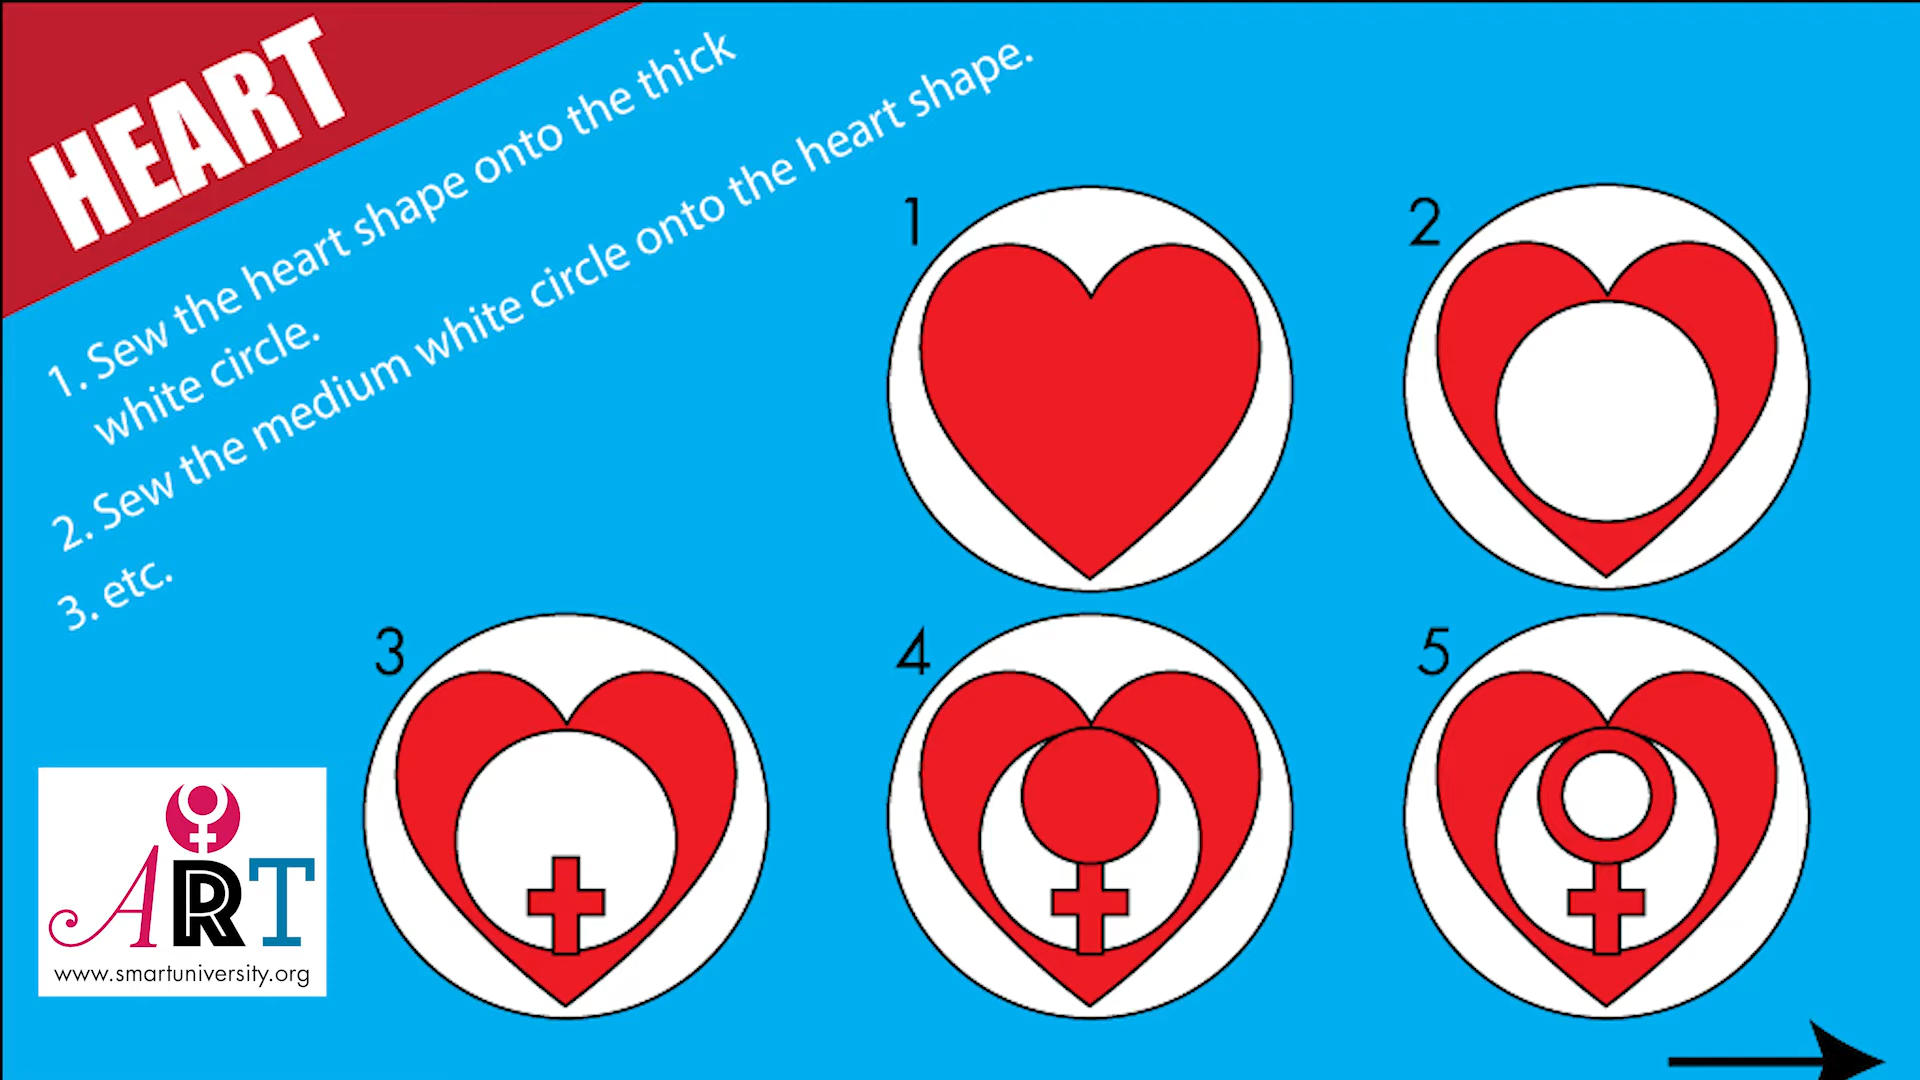 HEART
1. Sew the heart shape onto the thick
white circle.
2. Sew the medium white circle onto the heart shape.
3. etc.
1
2
3
4
5
ART
www.smartuniversity.org